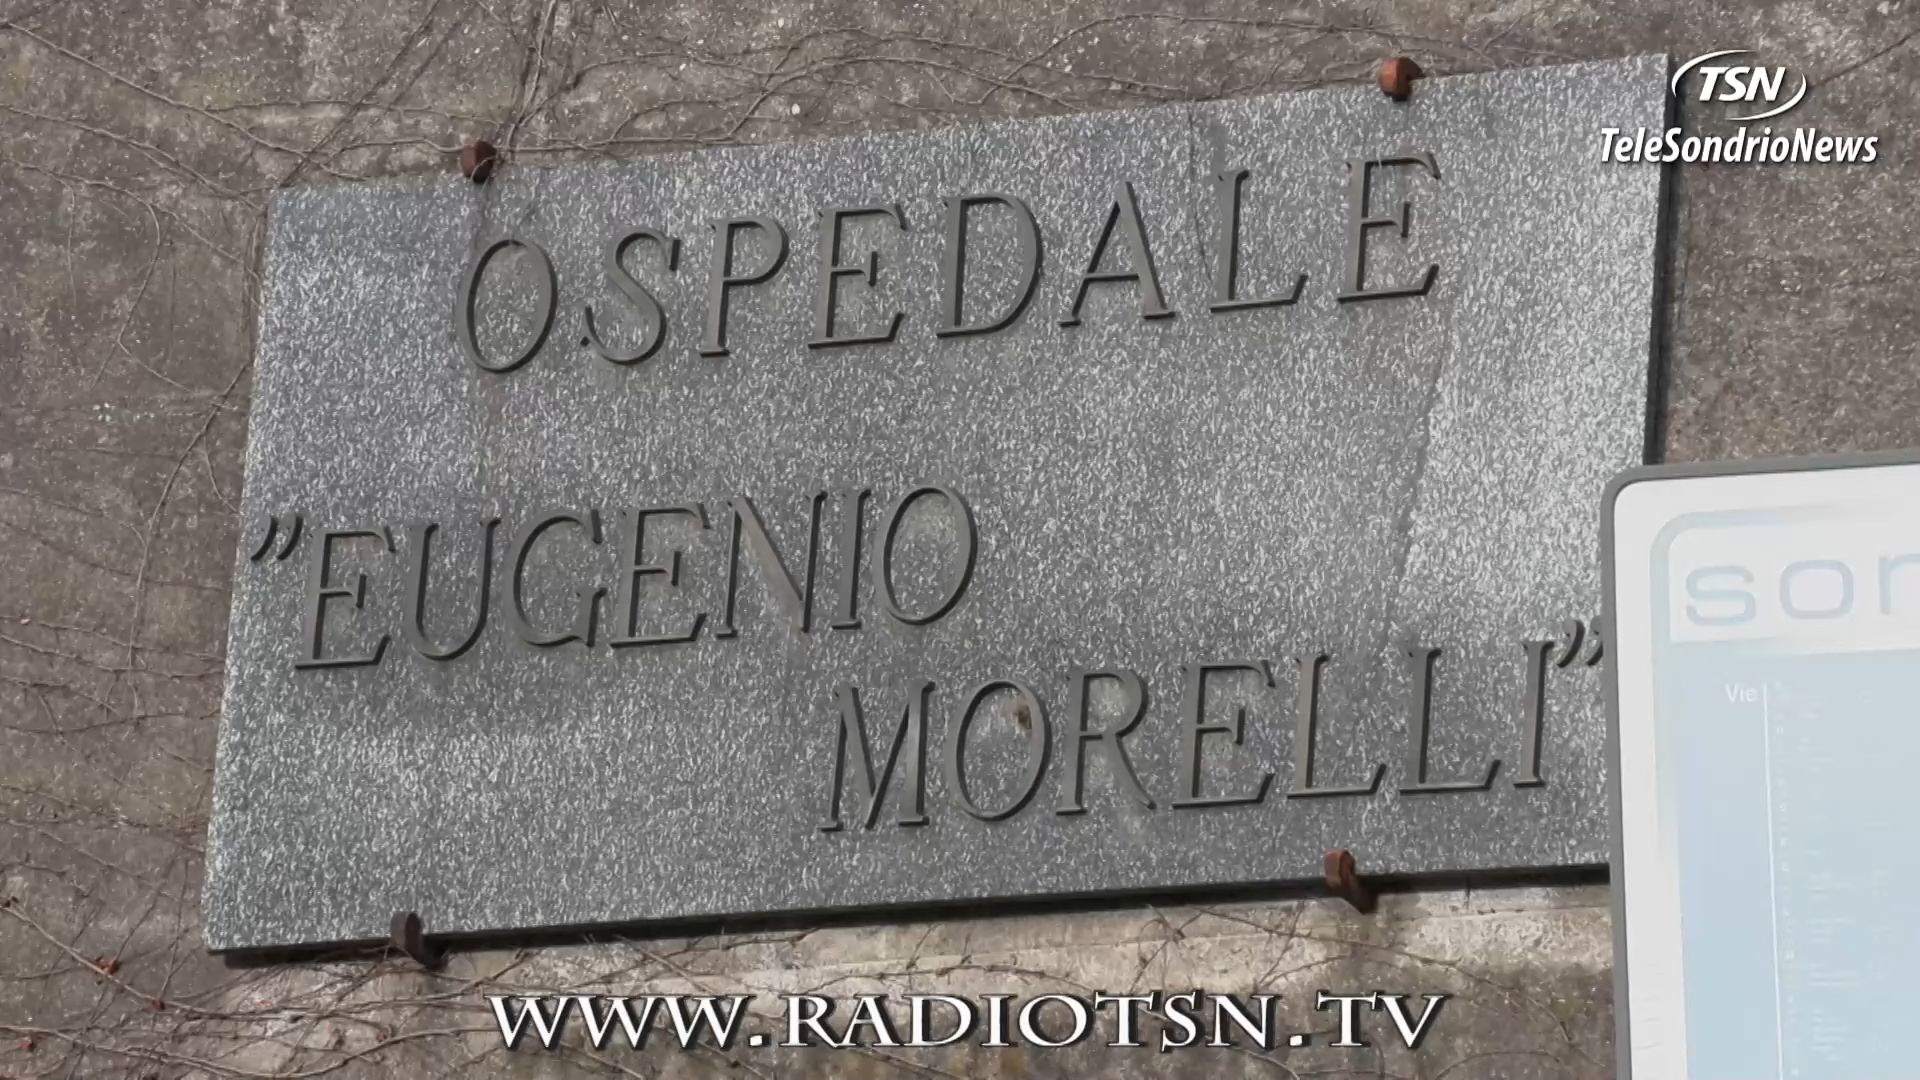 TSN
TeleSondrioNews
OSPEDALE
"EUGENIO
MORELLI"
Vie
WWW.RADIOTSN.TV